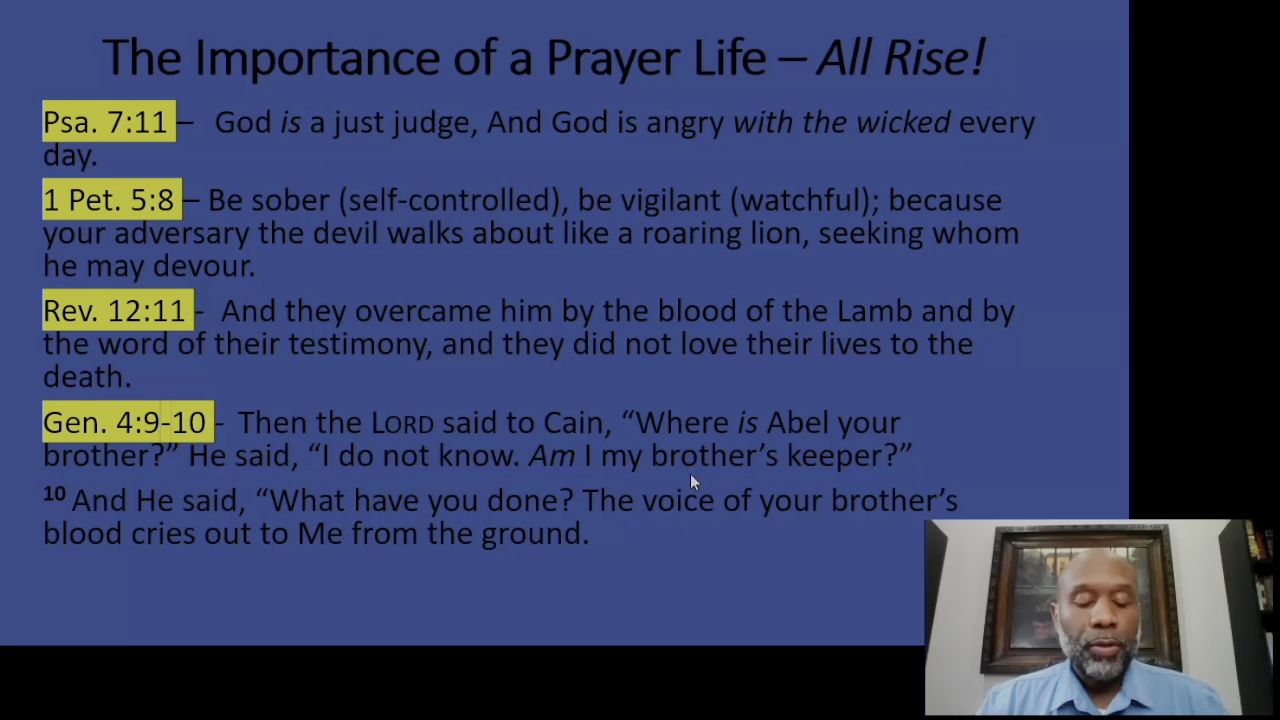 The Importance of a Prayer Life – All Rise!
Psa. 7:11 – God is a just judge, And God is angry with the wicked every
day.
1 Pet. 5:8 – Be sober (self-controlled), be vigilant (watchful); because
your adversary the devil walks about like a roaring lion, seeking whom
he may devour.
Rev. 12:11 - And they overcame him by the blood of the Lamb and by
the word of their testimony, and they did not love their lives to the
death.
Gen. 4:9-10 - Then the LORD said to Cain, “Where is Abel your
brother?” He said, “I do not know. Am I my brother’s keeper?”
10 And He said, “What have you done? The voice of your brother’s
blood cries out to Me from the ground.